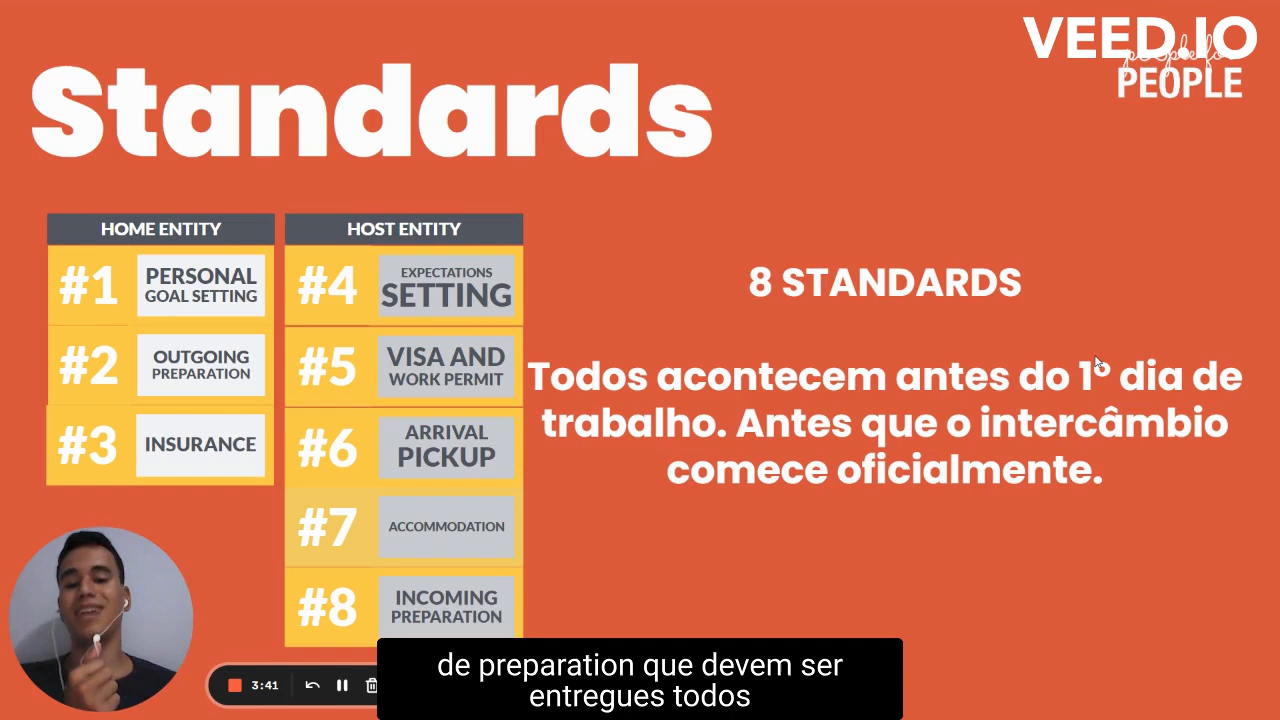 VEED.IO
people for
PEOPLE
Standards
HOME ENTITY
#1
PERSONAL
GOAL SETTING
#2
OUTGOING
PREPARATION
#3
INSURANCE
HOST ENTITY
#4
EXPECTATIONS
SETTING
#5
VISA AND
WORK PERMIT
#6
ARRIVAL
PICKUP
#7
ACCOMMODATION
#8
INCOMING
PREPARATION
8 STANDARDS
Todos acontecem antes do 1º dia de
trabalho. Antes que o intercâmbio
comece oficialmente.
3:41
de preparation que devem ser
entregues todos